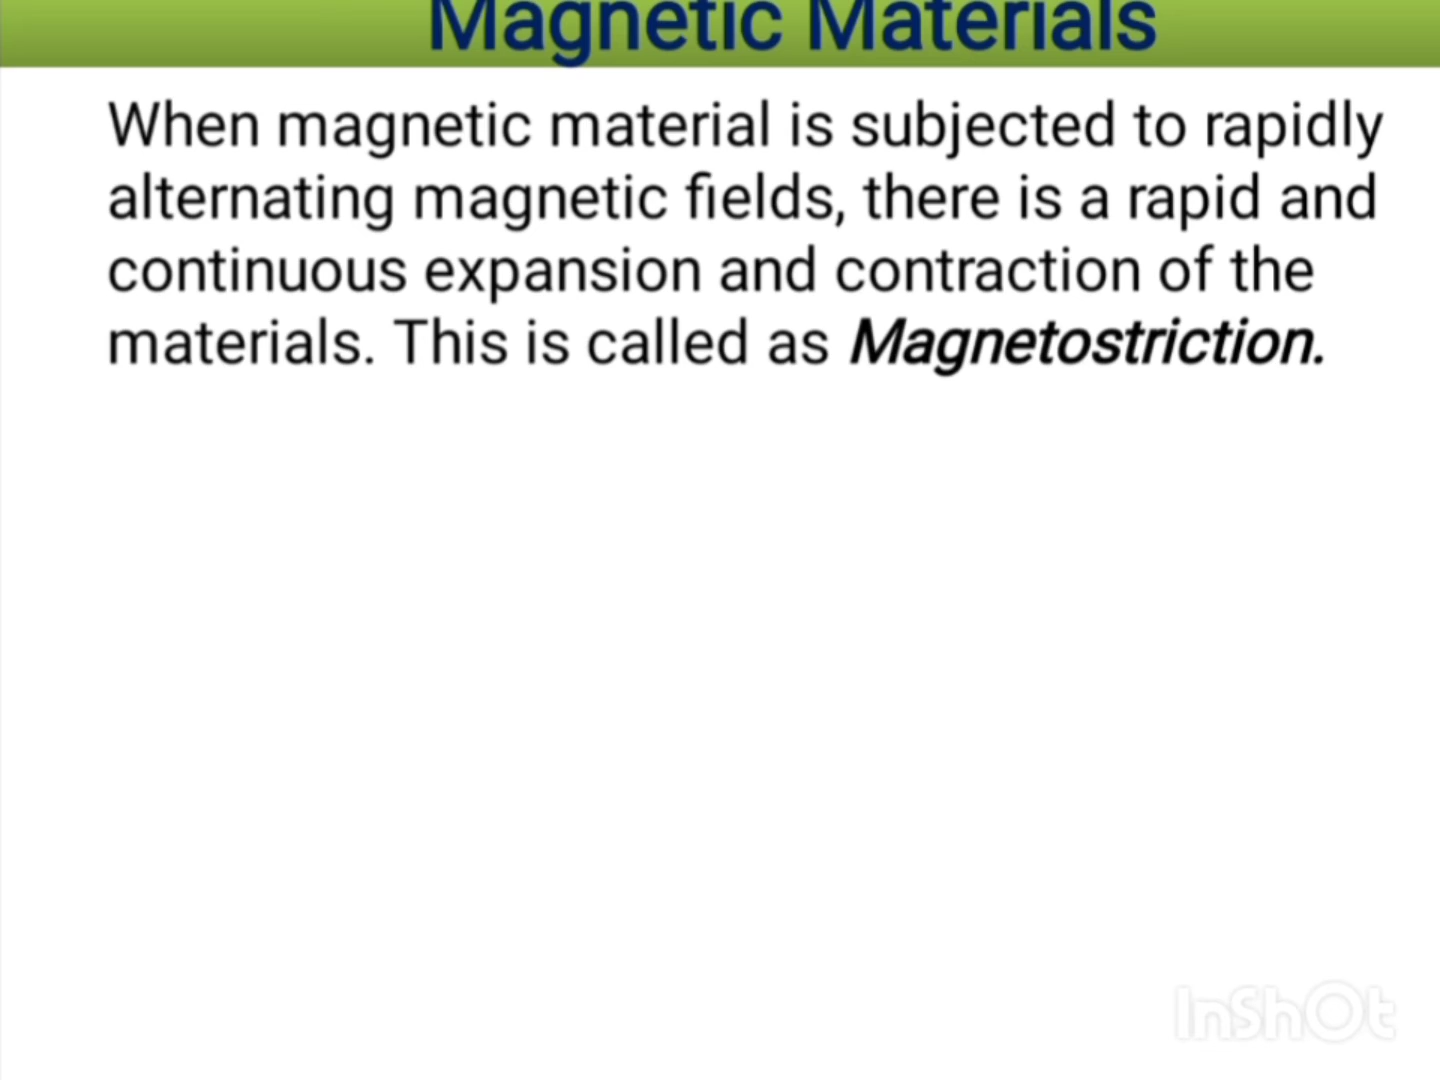 Magnetic Materials
When magnetic material is subjected to rapidly
alternating magnetic fields, there is a rapid and
continuous expansion and contraction of the
materials. This is called as Magnetostriction.
InShOt